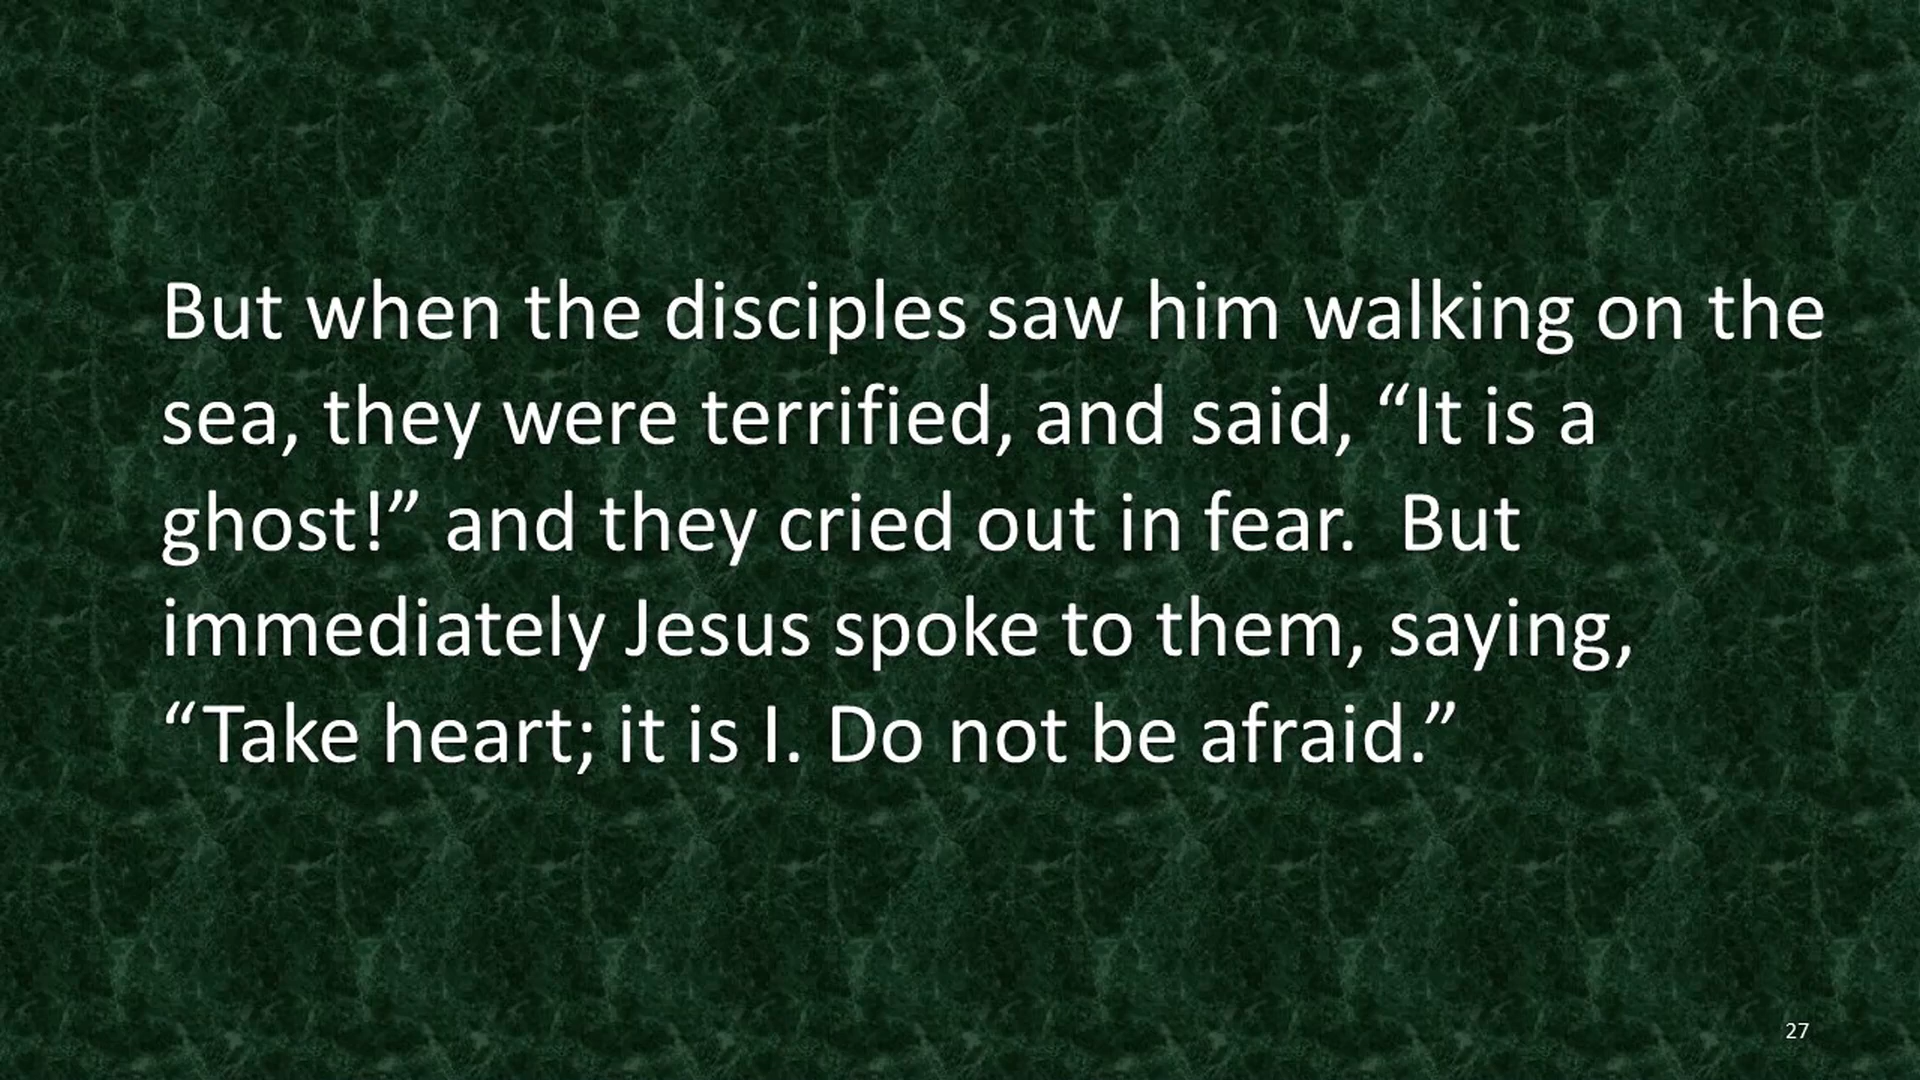 But when the disciples saw him walking on the
sea, they were terrified, and said, “It is a
ghost!” and they cried out in fear.  But
immediately Jesus spoke to them, saying,
“Take heart; it is I. Do not be afraid.”
27